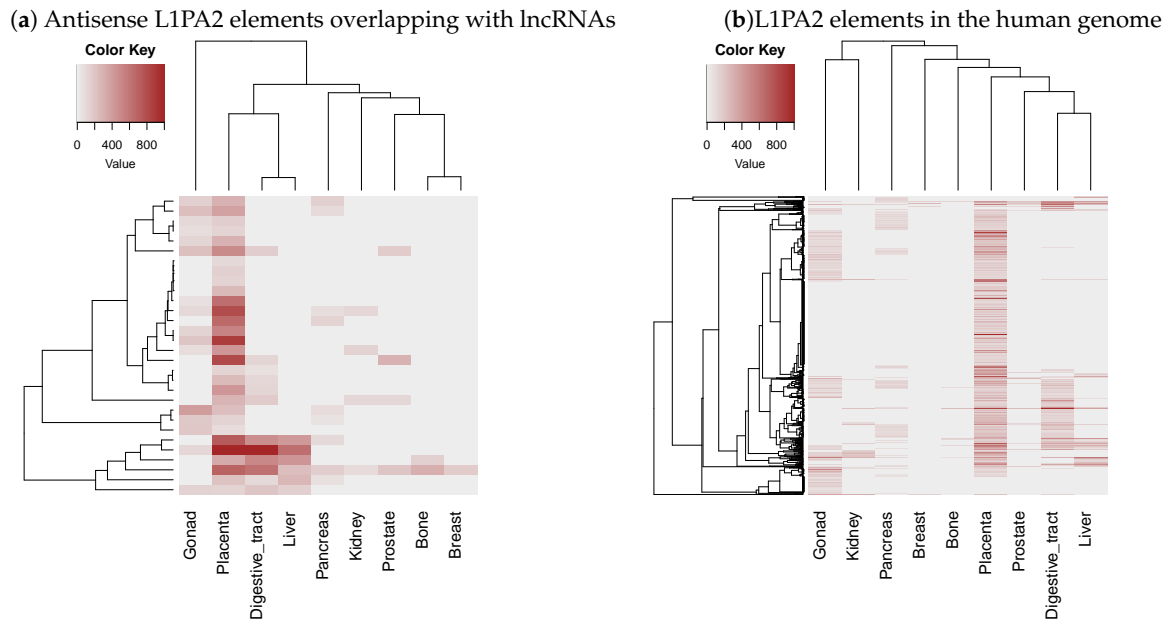 (a) Antisense L1PA2 elements overlapping with lncRNAs
Color Key
0 400 800
Value
Gonad
Placenta
Digestive_tract
Liver
Pancreas
Kidney
Prostate
Bone
Breast
(b)L1PA2 elements in the human genome
Color Key
0 400 800
Value
Gonad
Kidney
Pancreas
Breast
Bone
Placenta
Prostate
Digestive_tract
Liver